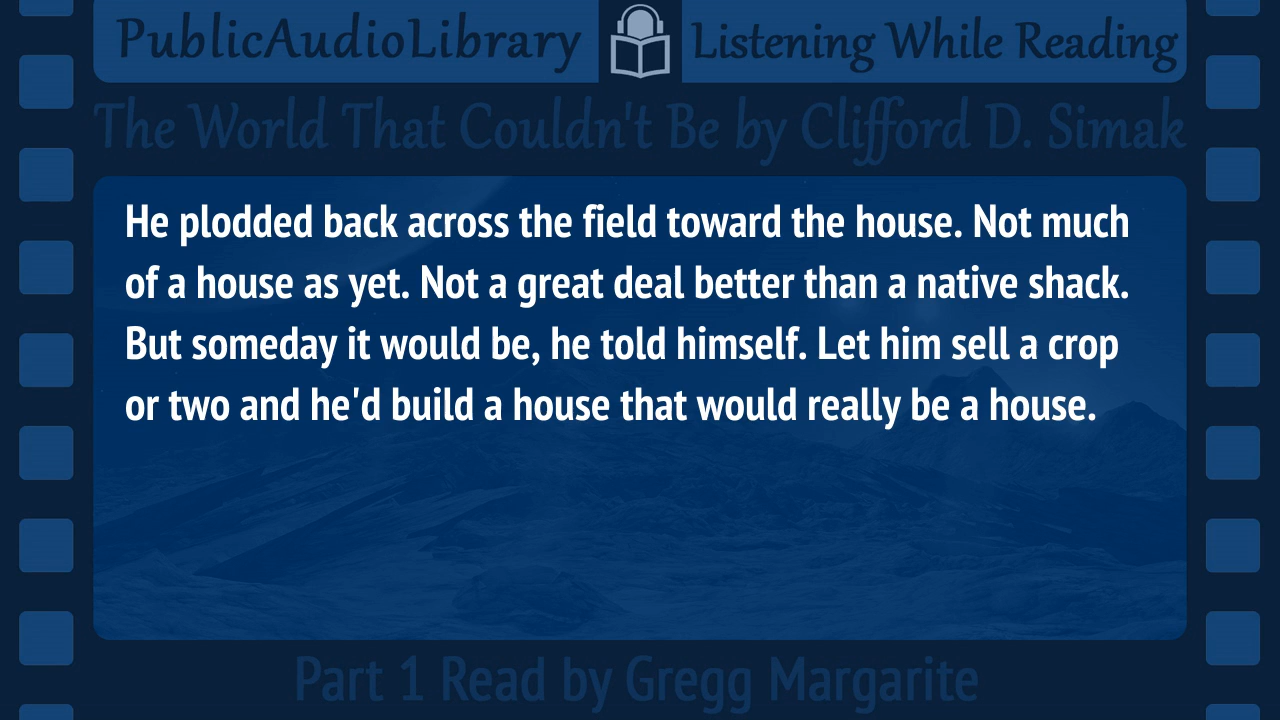 PublicAudioLibrary Listening While Reading
The World That Couldn't Be by Clifford D. Simak
He plodded back across the field toward the house. Not much
of a house as yet. Not a great deal better than a native shack.
But someday it would be, he told himself. Let him sell a crop
or two and he'd build a house that would really be a house.
Part 1 Read by Gregg Margarite